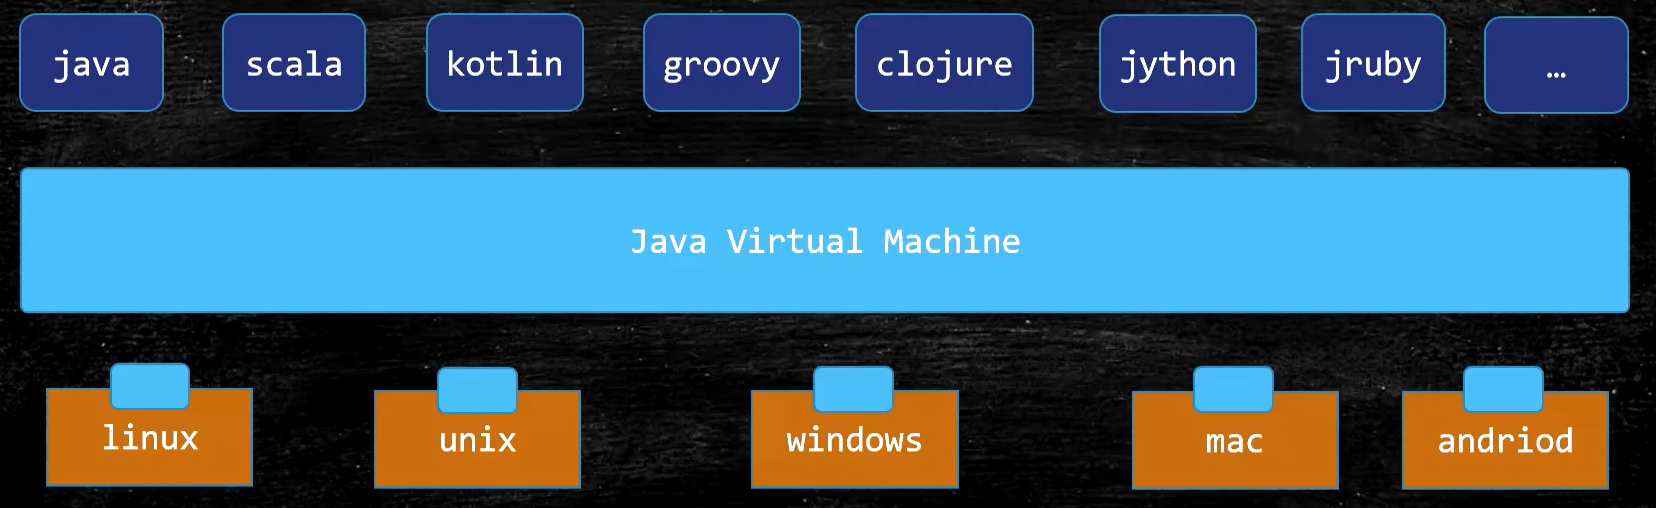 java scala kotlin groovy clojure jython jruby …
Java Virtual Machine
linux unix windows mac andriod